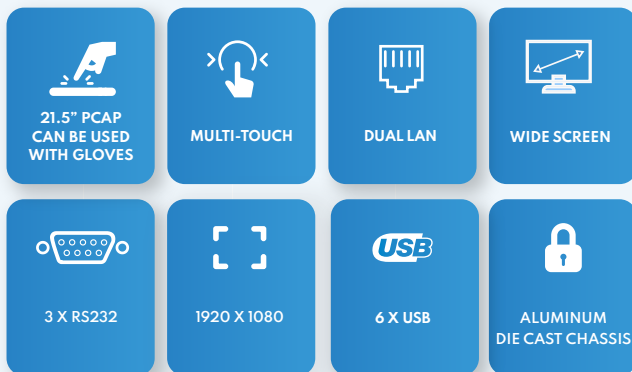 21.5” PCAP
CAN BE USED
WITH GLOVES
MULTI-TOUCH
DUAL LAN
WIDE SCREEN
3 X RS232
1920 X 1080
USB
6 X USB
ALUMINUM
DIE CAST CHASSIS